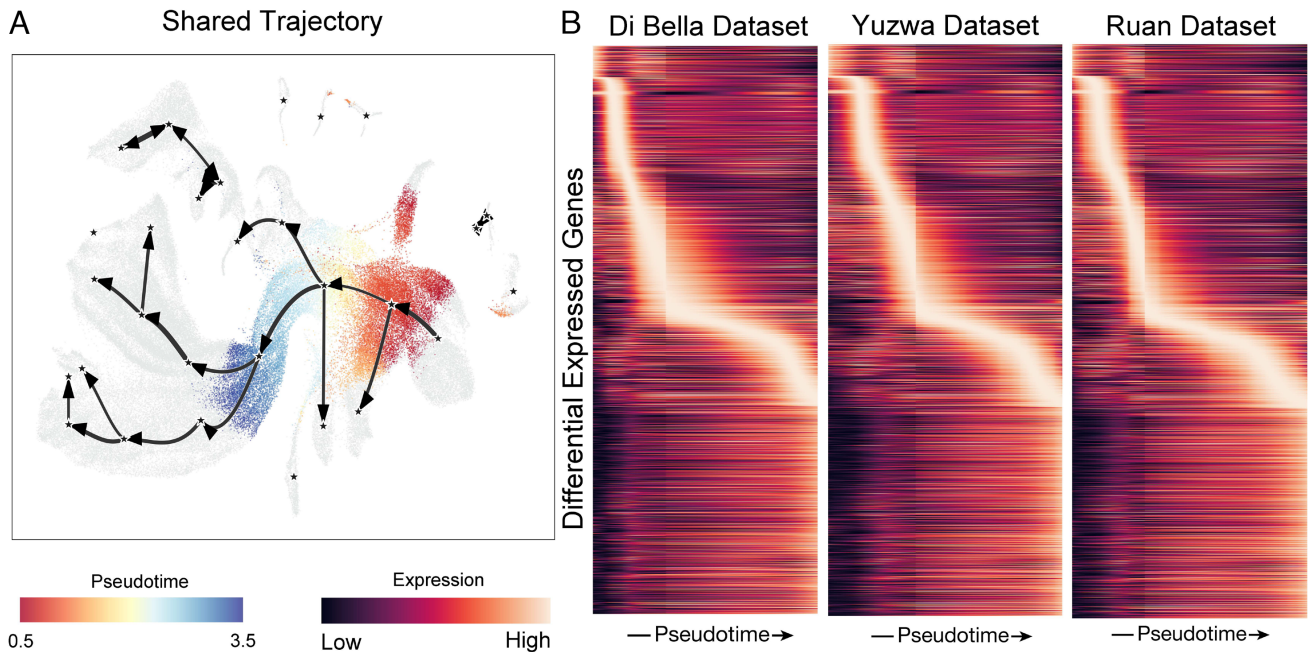 A
Shared Trajectory
B
Di Bella Dataset
Yuzwa Dataset
Ruan Dataset
Differential Expressed Genes
Pseudotime
0.5
3.5
Expression
Low
High
Pseudotime
Pseudotime
Pseudotime